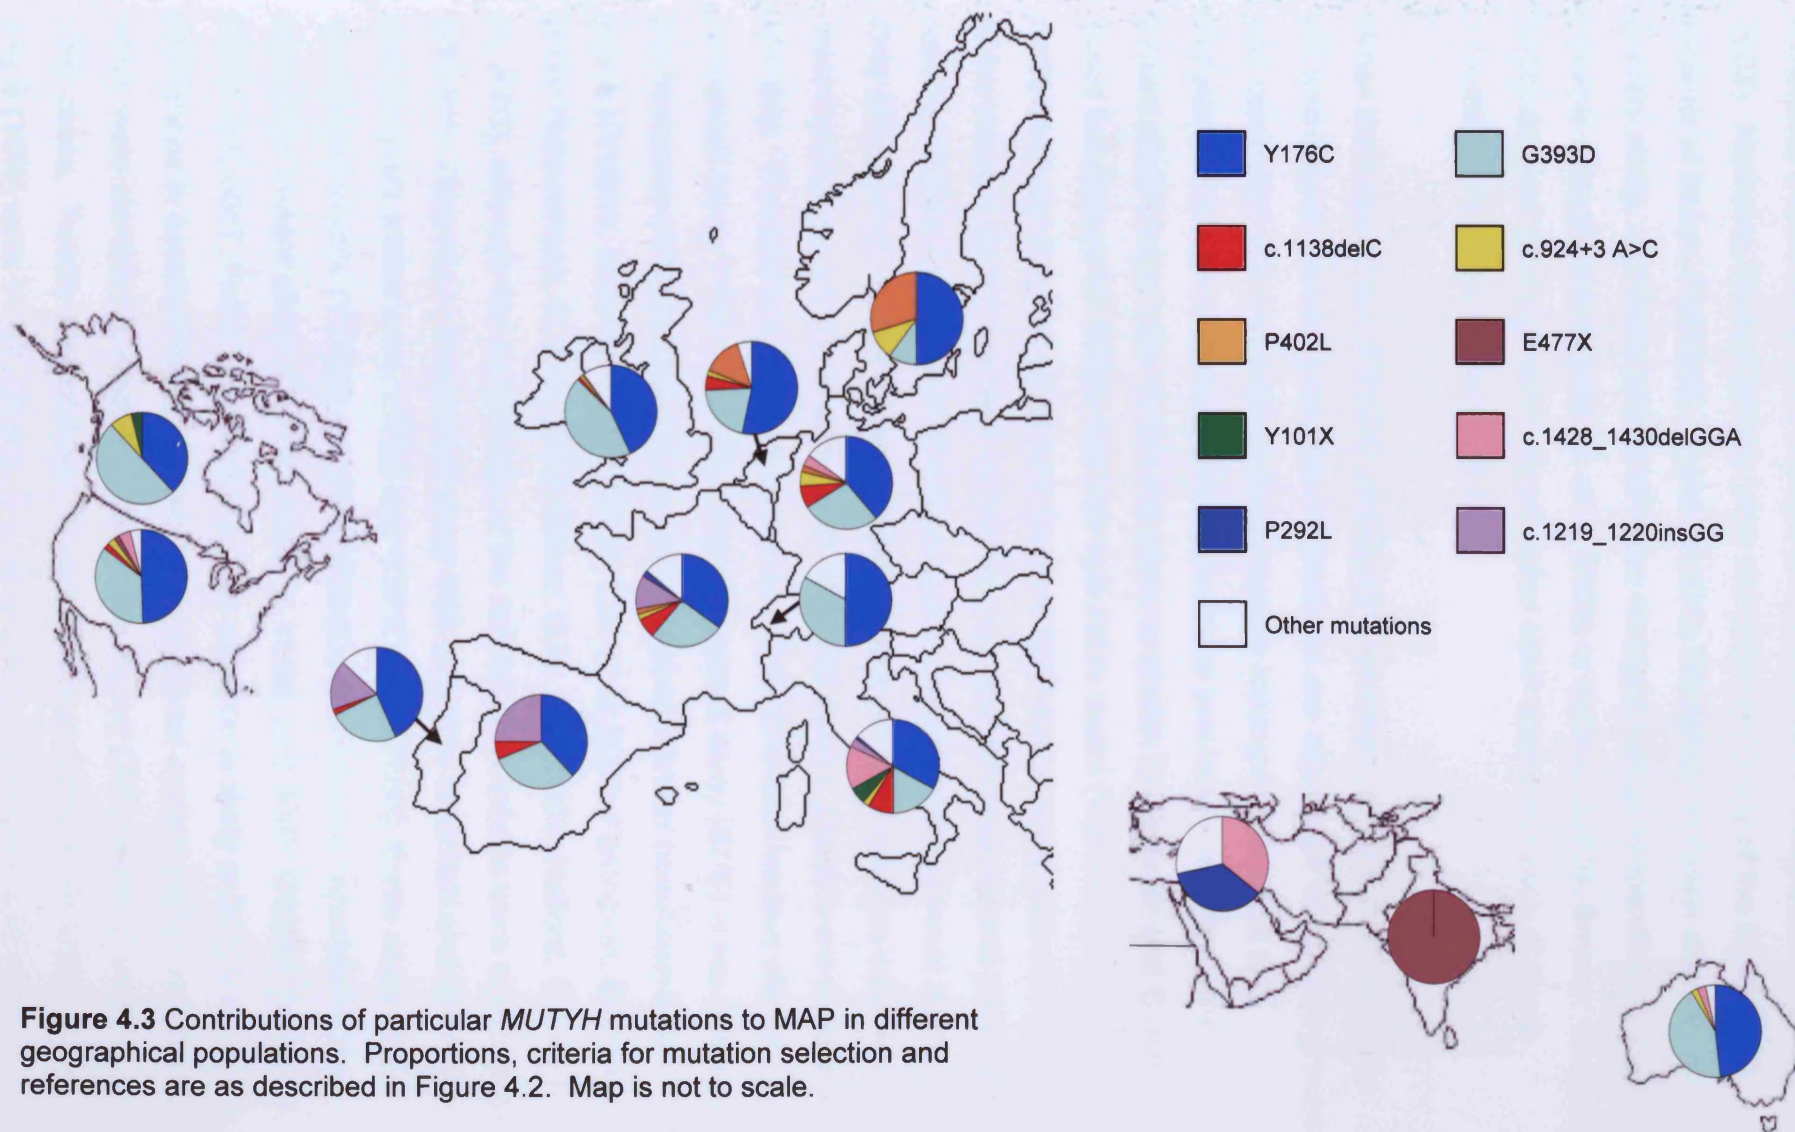 Y176C
G393D
c.1138delC
c.924+3 A>C
P402L
E477X
Y101X
c.1428_1430delGGA
P292L
c.1219_1220insGG
Other mutations
Figure 4.3 Contributions of particular MUTYH mutations to MAP in different
geographical populations. Proportions, criteria for mutation selection and
references are as described in Figure 4.2. Map is not to scale.